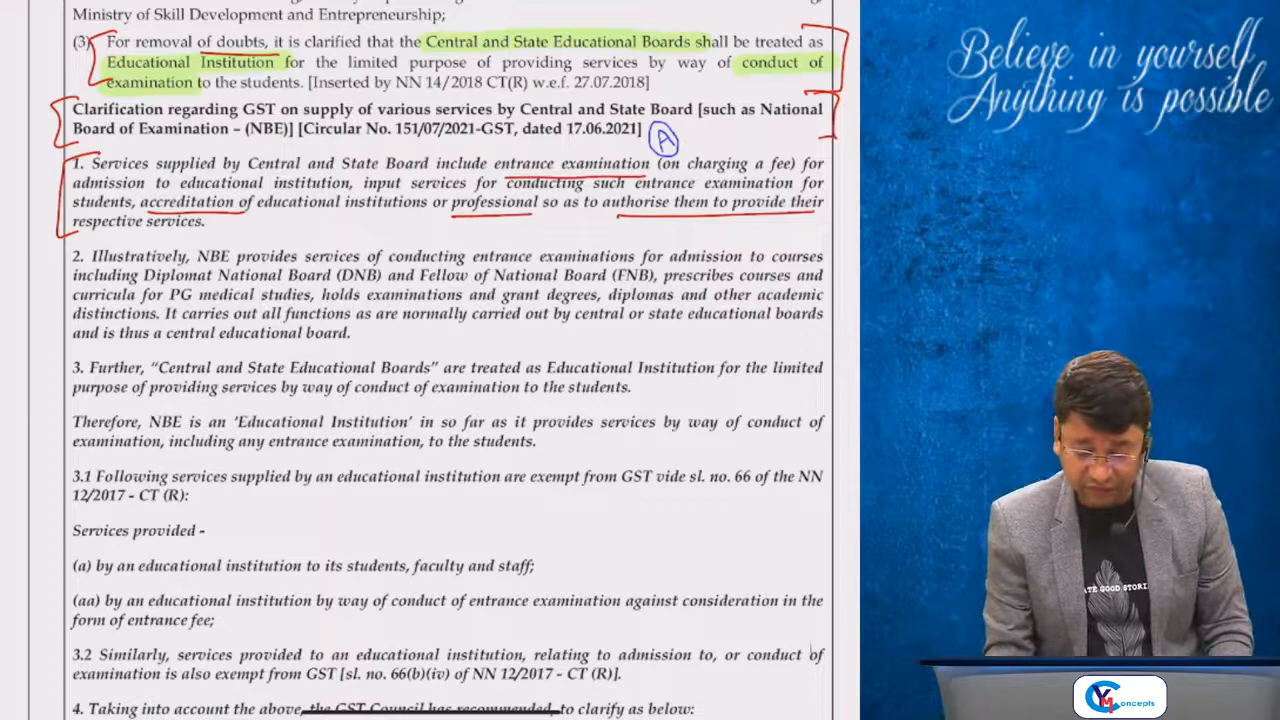 Ministry of Skill Development and Entrepreneurship;
(3) For removal of doubts, it is clarified that the Central and State Educational Boards shall be treated as
Educational Institution for the limited purpose of providing services by way of conduct of
examination to the students. [Inserted by NN 14/2018 CT(R) w.e.f. 27.07.2018]
Clarification regarding GST on supply of various services by Central and State Board [such as National
Board of Examination – (NBE)] [Circular No. 151/07/2021-GST, dated 17.06.2021]
A
1. Services supplied by Central and State Board include entrance examination (on charging a fee) for
admission to educational institution, input services for conducting such entrance examination for
students, accreditation of educational institutions or professional so as to authorise them to provide their
respective services.
2. Illustratively, NBE provides services of conducting entrance examinations for admission to courses
including Diplomat National Board (DNB) and Fellow of National Board (FNB), prescribes courses and
curricula for PG medical studies, holds examinations and grant degrees, diplomas and other academic
distinctions. It carries out all functions as are normally carried out by central or state educational boards
and is thus a central educational board.
3. Further, “Central and State Educational Boards” are treated as Educational Institution for the limited
purpose of providing services by way of conduct of examination to the students.
Therefore, NBE is an ‘Educational Institution’ in so far as it provides services by way of conduct of
examination, including any entrance examination, to the students.
3.1 Following services supplied by an educational institution are exempt from GST vide sl. no. 66 of the NN
12/2017 - CT (R):
Services provided -
(a) by an educational institution to its students, faculty and staff;
(aa) by an educational institution by way of conduct of entrance examination against consideration in the
form of entrance fee;
3.2 Similarly, services provided to an educational institution, relating to admission to, or conduct of
examination is also exempt from GST [sl. no. 66(b)(iv) of NN 12/2017 - CT (R)].
4. Taking into account the above, the GST Council has recommended, to clarify as below:
Believe in yourself
Anything is possible
GOOD STORI
YM Concepts